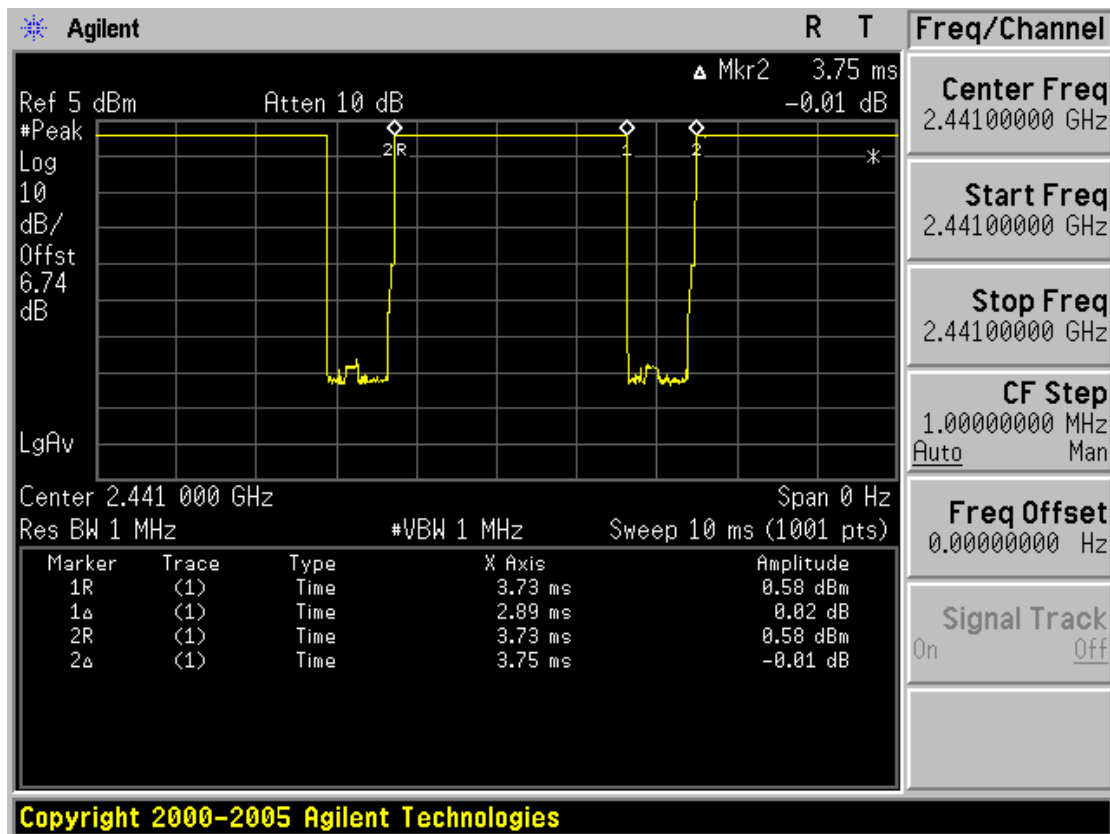 Agilent R T
Freq/Channel
Δ Mkr2 3.75 ms
Ref 5 dBm Atten 10 dB -0.01 dB
#Peak
Log
10
dB/
Offst
6.74
dB
LgAv
2R 1 2
*
Center 2.441 000 GHz Span 0 Hz
Res BW 1 MHz #VBW 1 MHz Sweep 10 ms (1001 pts)
Marker Trace Type X Axis Amplitude
1R (1) Time 3.73 ms 0.58 dBm
1Δ (1) Time 2.89 ms 0.02 dB
2R (1) Time 3.73 ms 0.58 dBm
2Δ (1) Time 3.75 ms -0.01 dB
Center Freq
2.44100000 GHz
Start Freq
2.44100000 GHz
Stop Freq
2.44100000 GHz
CF Step
1.00000000 MHz
Auto Man
Freq Offset
0.00000000 Hz
Signal Track
On Off
Copyright 2000-2005 Agilent Technologies